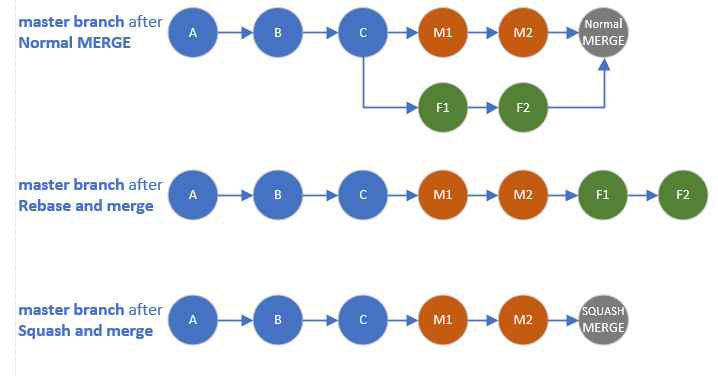 master branch after
Normal MERGE
A
B
C
M1
M2
Normal
MERGE
F1
F2
master branch after
Rebase and merge
A
B
C
M1
M2
F1
F2
master branch after
Squash and merge
A
B
C
M1
M2
SQUASH
MERGE